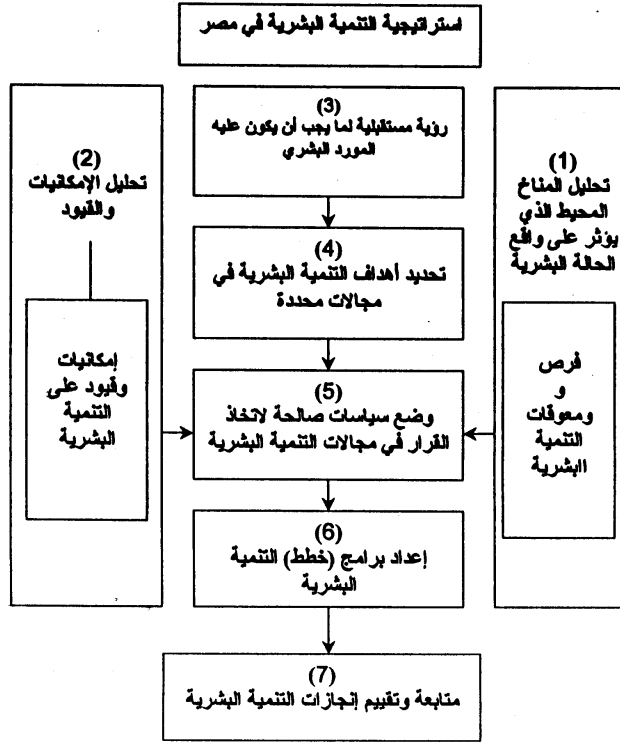 استراتيجية التنمية البشرية في مصر
(1)
تحليل المناخ
المحيط الذي
يؤثر على واقع
الحالة البشرية
فرص
و
ومعوقات
التنمية
اابشرية
(2)
تحليل الإمكانيات
والقيود
إمكانيات
وقيود على
التنمية
البشرية
(3)
رؤية مستقبلية لما يجب أن يكون عليه
المورد البشري
(4)
تحديد أهداف التنمية البشرية في
مجالات محددة
(5)
وضع سياسات صالحة لاتخاذ
القرار في مجالات التنمية البشرية
(6)
إعداد برامج (خطط) التنمية
البشرية
(7)
متابعة وتقييم إنجازات التنمية البشرية